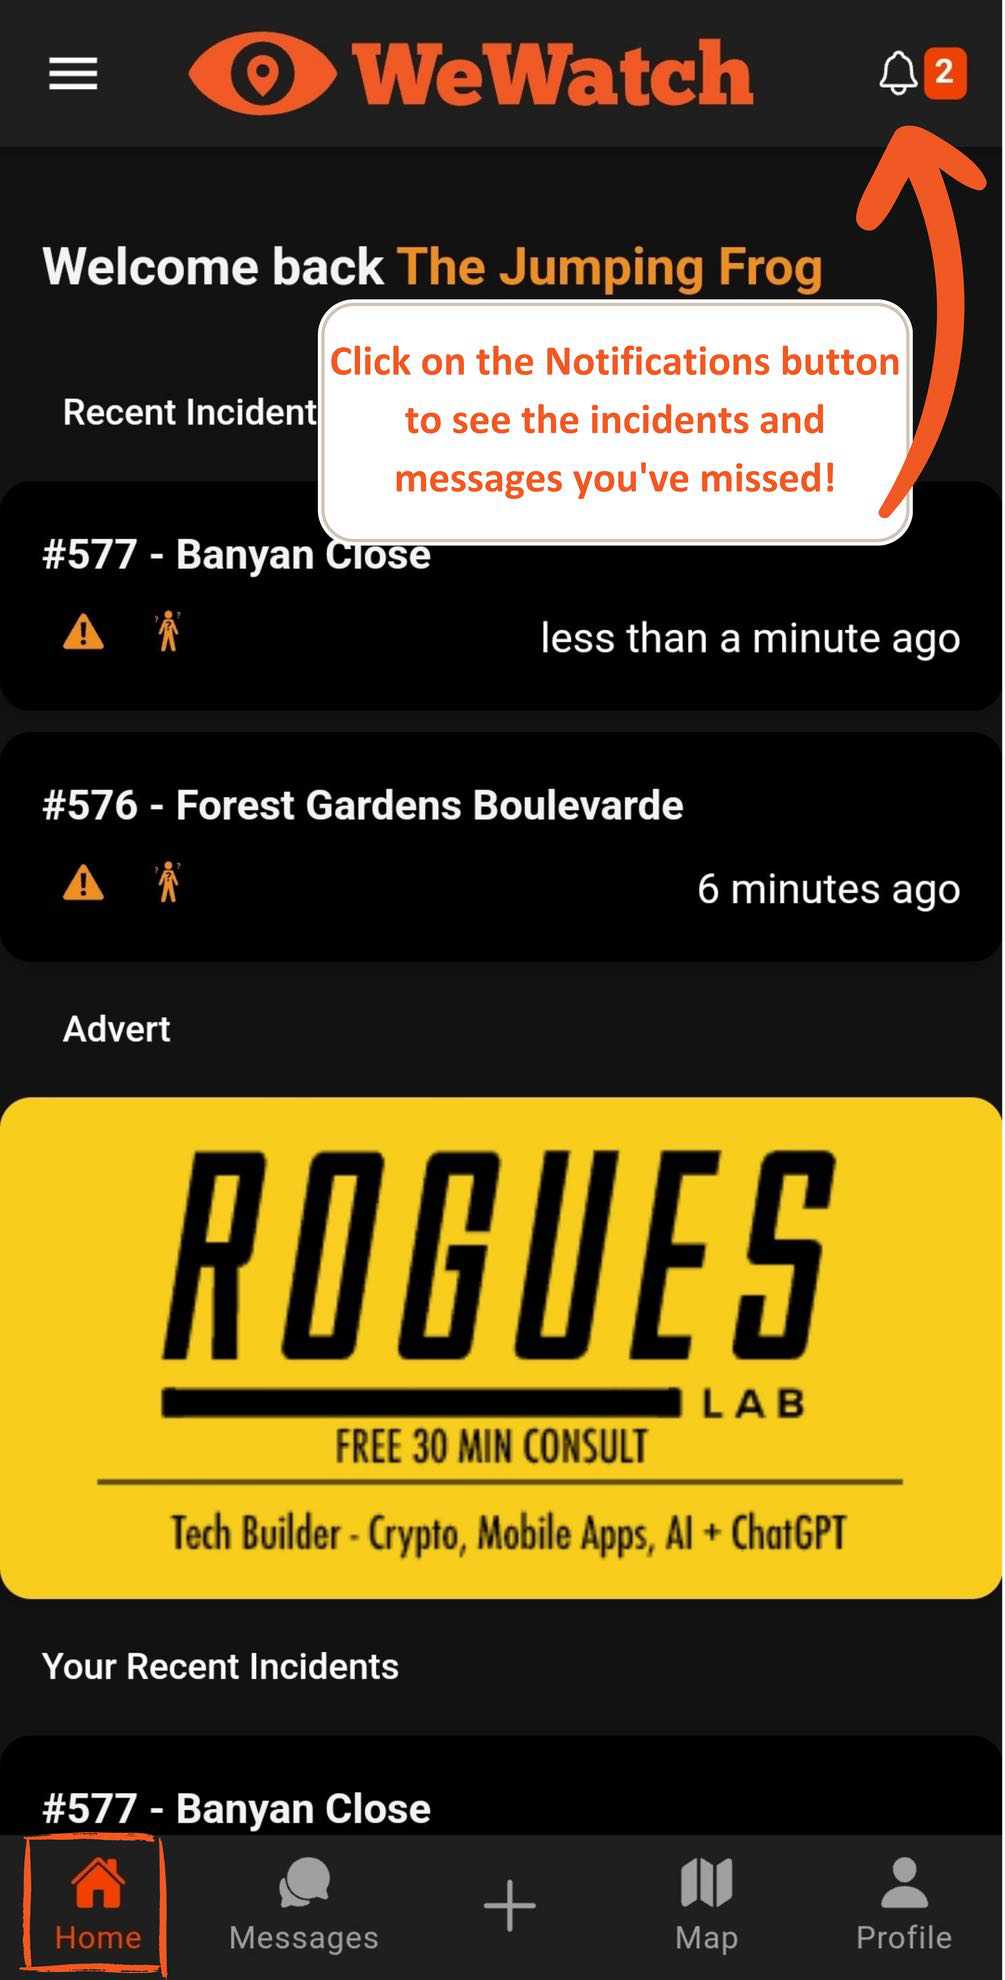 WeWatch
2
Welcome back The Jumping Frog
Click on the Notifications button
to see the incidents and
messages you've missed!
Recent Incident
#577 - Banyan Close
less than a minute ago
#576 - Forest Gardens Boulevarde
6 minutes ago
Advert
ROGUES
LAB
FREE 30 MIN CONSULT
Tech Builder - Crypto, Mobile Apps, AI + ChatGPT
Your Recent Incidents
#577 - Banyan Close
Home
Messages
Map
Profile